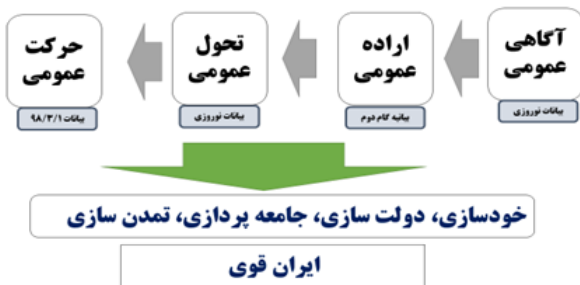 آگاهی
عمومی
بیانات نوروزی
اراده
عمومی
بیانیه گام دوم
تحول
عمومی
بیانات نوروزی
حرکت
عمومی
بیانات ۹۸/۳/۱
خودسازی، دولت سازی، جامعه پردازی، تمدن سازی
ایران قوی